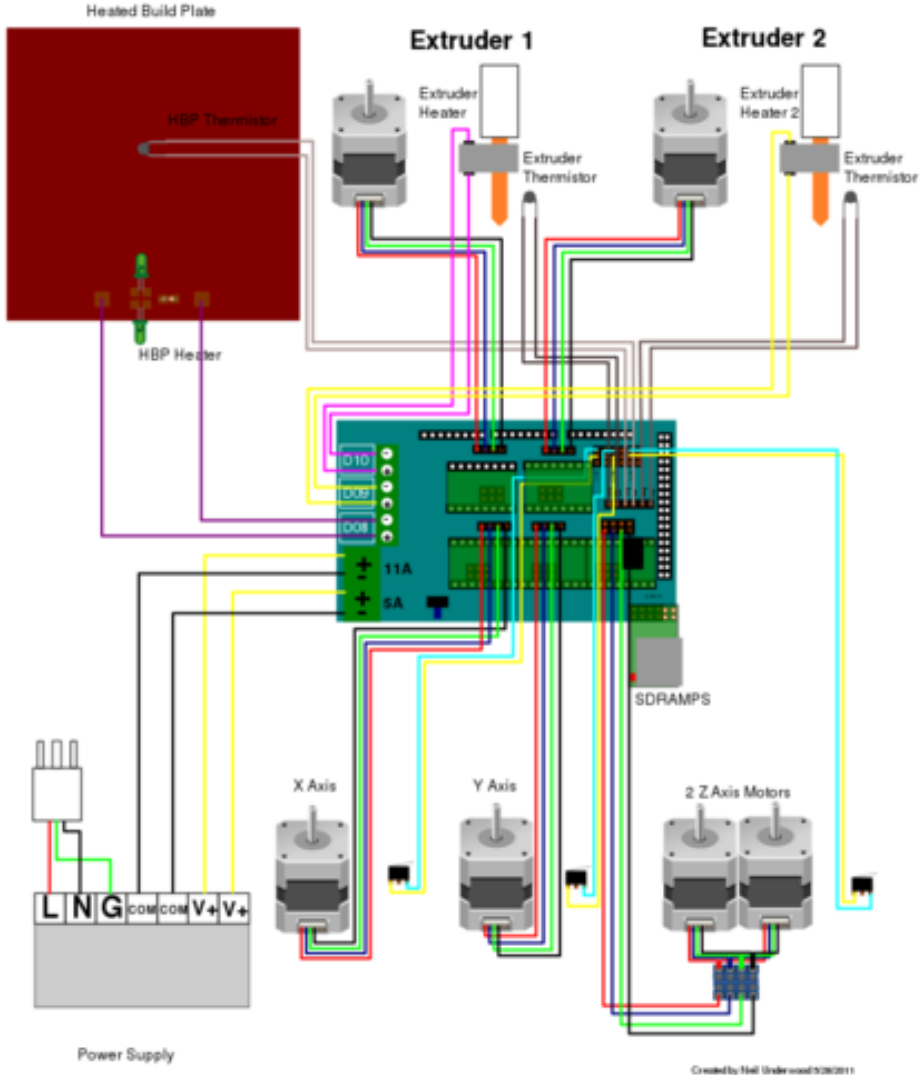 Heated Build Plate
Extruder 1
Extruder 2
Extruder
Heater
Extruder
Heater 2
HBP Thermistor
Extruder
Thermistor
Extruder
Thermistor
HBP Heater
D10
D09
D08
+
-
11A
+
-
5A
SDRAMPS
X Axis
Y Axis
2 Z Axis Motors
L N G COM COM V+ V+
Power Supply
Created by Neil Underwood 5/28/2011